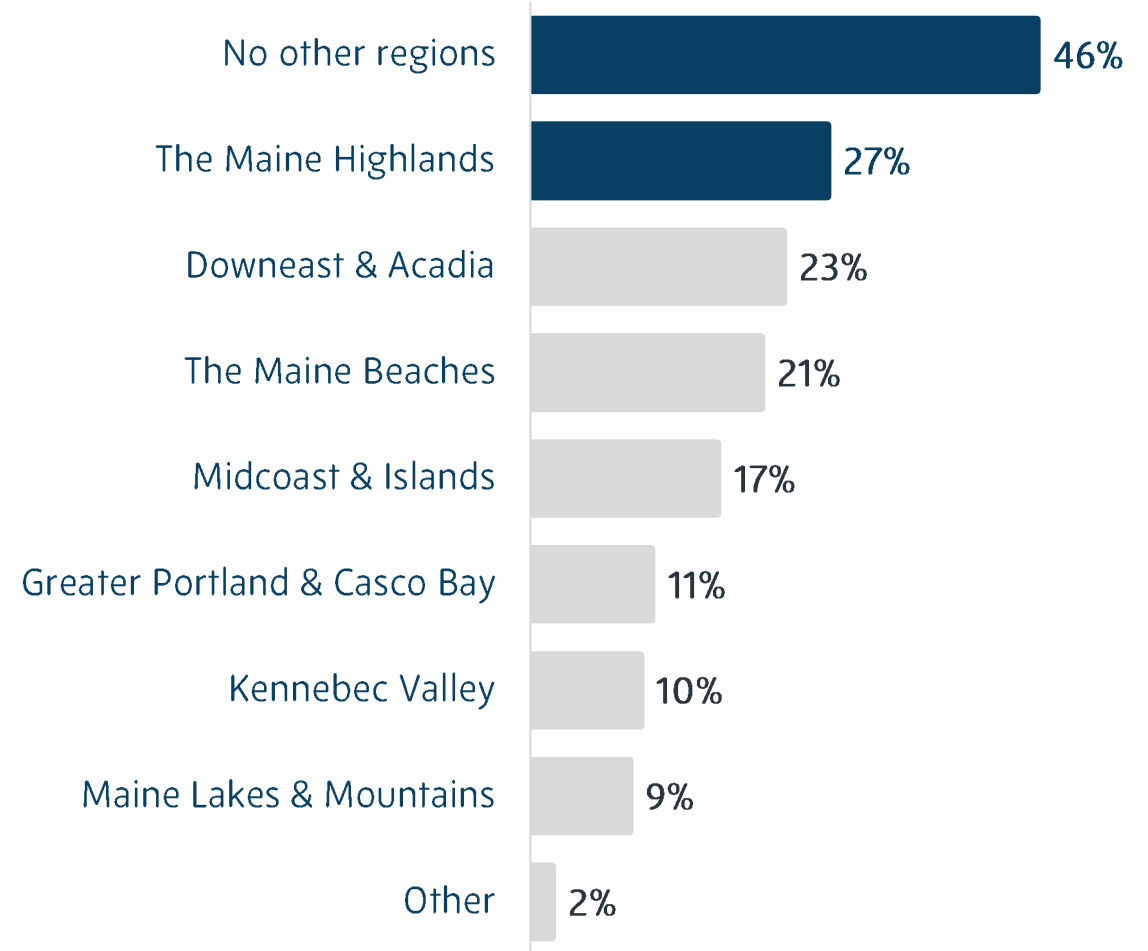 No other regions 46%
The Maine Highlands 27%
Downeast & Acadia 23%
The Maine Beaches 21%
Midcoast & Islands 17%
Greater Portland & Casco Bay 11%
Kennebec Valley 10%
Maine Lakes & Mountains 9%
Other 2%